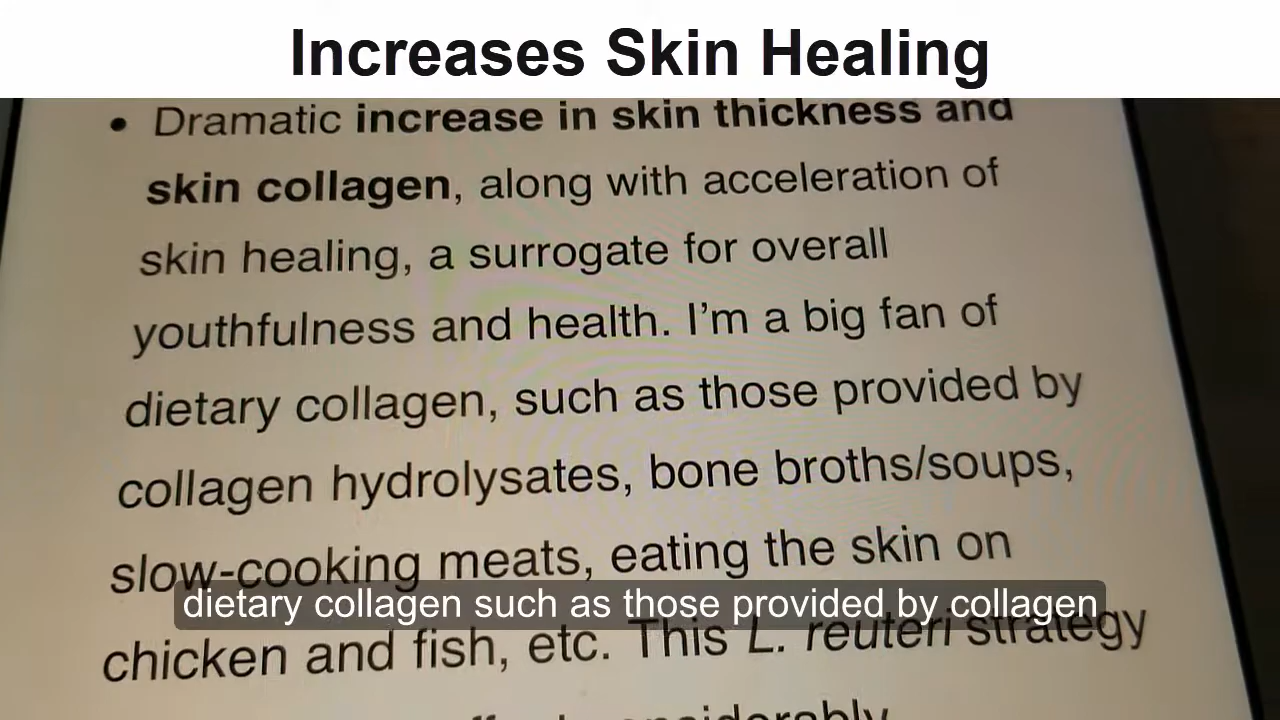 Increases Skin Healing
• Dramatic increase in skin thickness and
skin collagen, along with acceleration of
skin healing, a surrogate for overall
youthfulness and health. I'm a big fan of
dietary collagen, such as those provided by
collagen hydrolysates, bone broths/soups,
slow-cooking meats, eating the skin on
dietary collagen such as those provided by collagen
chicken and fish, etc. This L. reuteri strategy